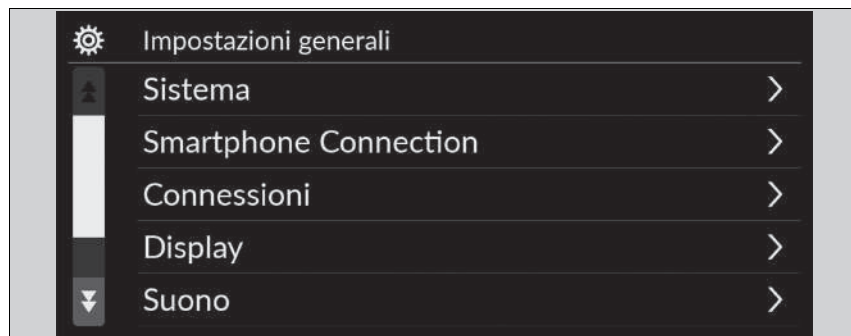 Impostazioni generali
Sistema
Smartphone Connection
Connessioni
Display
Suono